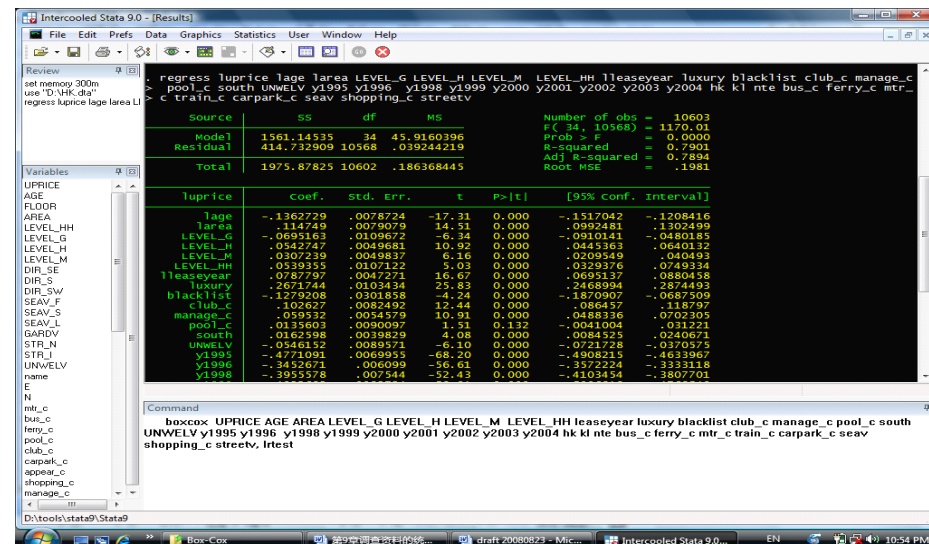 Intercooled Stata 9.0 - [Results]
File Edit Prefs Data Graphics Statistics User Window Help
Review
set memory 300m
use "D:\HK.dta"
regress luprice lage larea LI
Variables
UPRICE
AGE
FLOOR
AREA
LEVEL_HH
LEVEL_G
LEVEL_H
LEVEL_M
DIR_SE
DIR_S
DIR_SW
SEAV_F
SEAV_S
SEAV_L
GARDV
STR_N
STR_I
UNWELV
name
E
N
mtr_c
bus_c
ferry_c
pool_c
club_c
carpark_c
appear_c
shopping_c
manage_c
. regress luprice lage larea LEVEL_G LEVEL_H LEVEL_M LEVEL_HH lleaseyear luxury blacklist club_c manage_c
> pool_c south UNWELV y1995 y1996 y1998 y1999 y2000 y2001 y2002 y2003 y2004 hk kl nte bus_c ferry_c mtr_
> c train_c carpark_c seav shopping_c streetv
Source SS df MS Number of obs = 10603
F( 34, 10568) = 1170.01
Model 1561.14535 34 45.9160396 Prob > F = 0.0000
Residual 414.732909 10568 .039244219 R-squared = 0.7901
Adj R-squared = 0.7894
Total 1975.87825 10602 .186368445 Root MSE = .1981
luprice Coef. Std. Err. t P>|t| [95% Conf. Interval]
lage -.1362729 .0078724 -17.31 0.000 -.1517042 -.1208416
larea .114749 .0079079 14.51 0.000 .0992481 .1302499
LEVEL_G -.0695163 .0109672 -6.34 0.000 -.0910141 -.0480185
LEVEL_H .0542747 .0049681 10.92 0.000 .0445363 .0640132
LEVEL_M .0307239 .0049837 6.16 0.000 .0209549 .040493
LEVEL_HH .0539355 .0107122 5.03 0.000 .0329376 .0749334
lleaseyear .0787797 .0047271 16.67 0.000 .0695137 .0880458
luxury .2671744 .0103434 25.83 0.000 .2468994 .2874493
blacklist -.1279208 .0301858 -4.24 0.000 -.1870907 -.0687509
club_c .102627 .0082492 12.44 0.000 .086457 .118797
manage_c .059532 .0054579 10.91 0.000 .0488336 .0702305
pool_c .0135603 .0090097 1.51 0.132 -.0041004 .031221
south .0162598 .0039829 4.08 0.000 .0084525 .0240671
UNWELV -.0546152 .0089571 -6.10 0.000 -.0721728 -.0370575
y1995 -.4771091 .0069955 -68.20 0.000 -.4908215 -.4633967
y1996 -.3452671 .006099 -56.61 0.000 -.3572224 -.3333118
y1998 -.3955578 .007544 -52.43 0.000 -.4103454 -.3807701
Command
boxcox UPRICE AGE AREA LEVEL_G LEVEL_H LEVEL_M LEVEL_HH leaseyear luxury blacklist club_c manage_c pool_c south
UNWELV y1995 y1996 y1998 y1999 y2000 y2001 y2002 y2003 y2004 hk kl nte bus_c ferry_c mtr_c train_c carpark_c seav
shopping_c streetv, lrtest
D:\tools\stata9\Stata9
Box-Cox
第9章调查资料的统...
draft 20080823 - Mic...
Intercooled Stata 9.0...
EN
10:54 PM